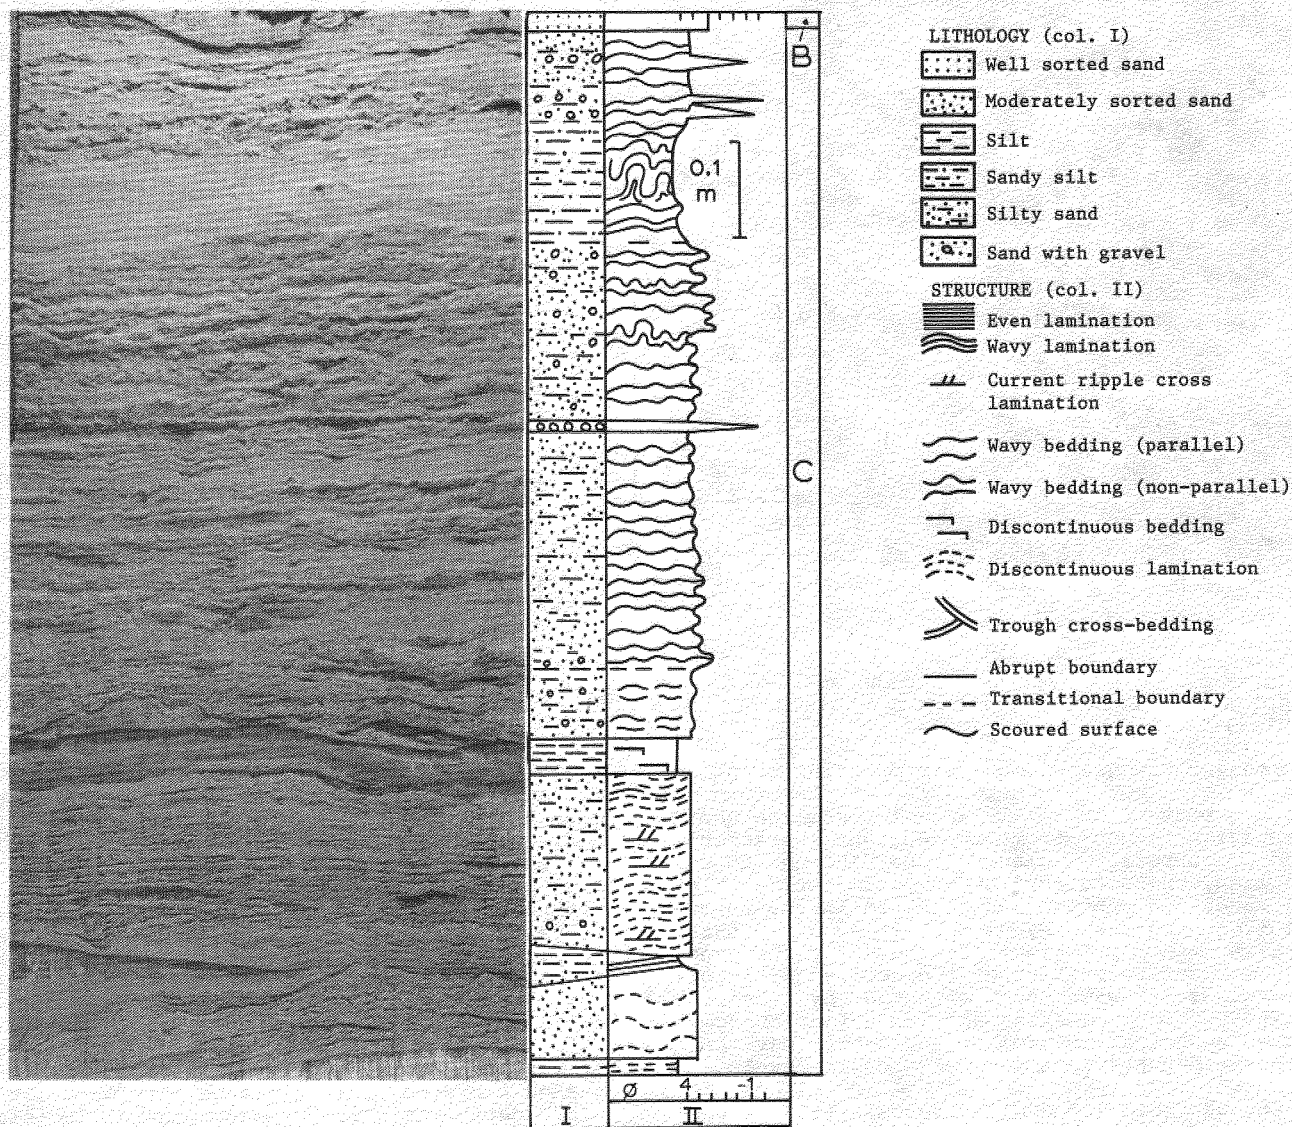 B
0.1
m
C
Ø 4 -1
I II
LITHOLOGY (col. I)
Well sorted sand
Moderately sorted sand
Silt
Sandy silt
Silty sand
Sand with gravel
STRUCTURE (col. II)
Even lamination
Wavy lamination
Current ripple cross
lamination
Wavy bedding (parallel)
Wavy bedding (non-parallel)
Discontinuous bedding
Discontinuous lamination
Trough cross-bedding
Abrupt boundary
Transitional boundary
Scoured surface